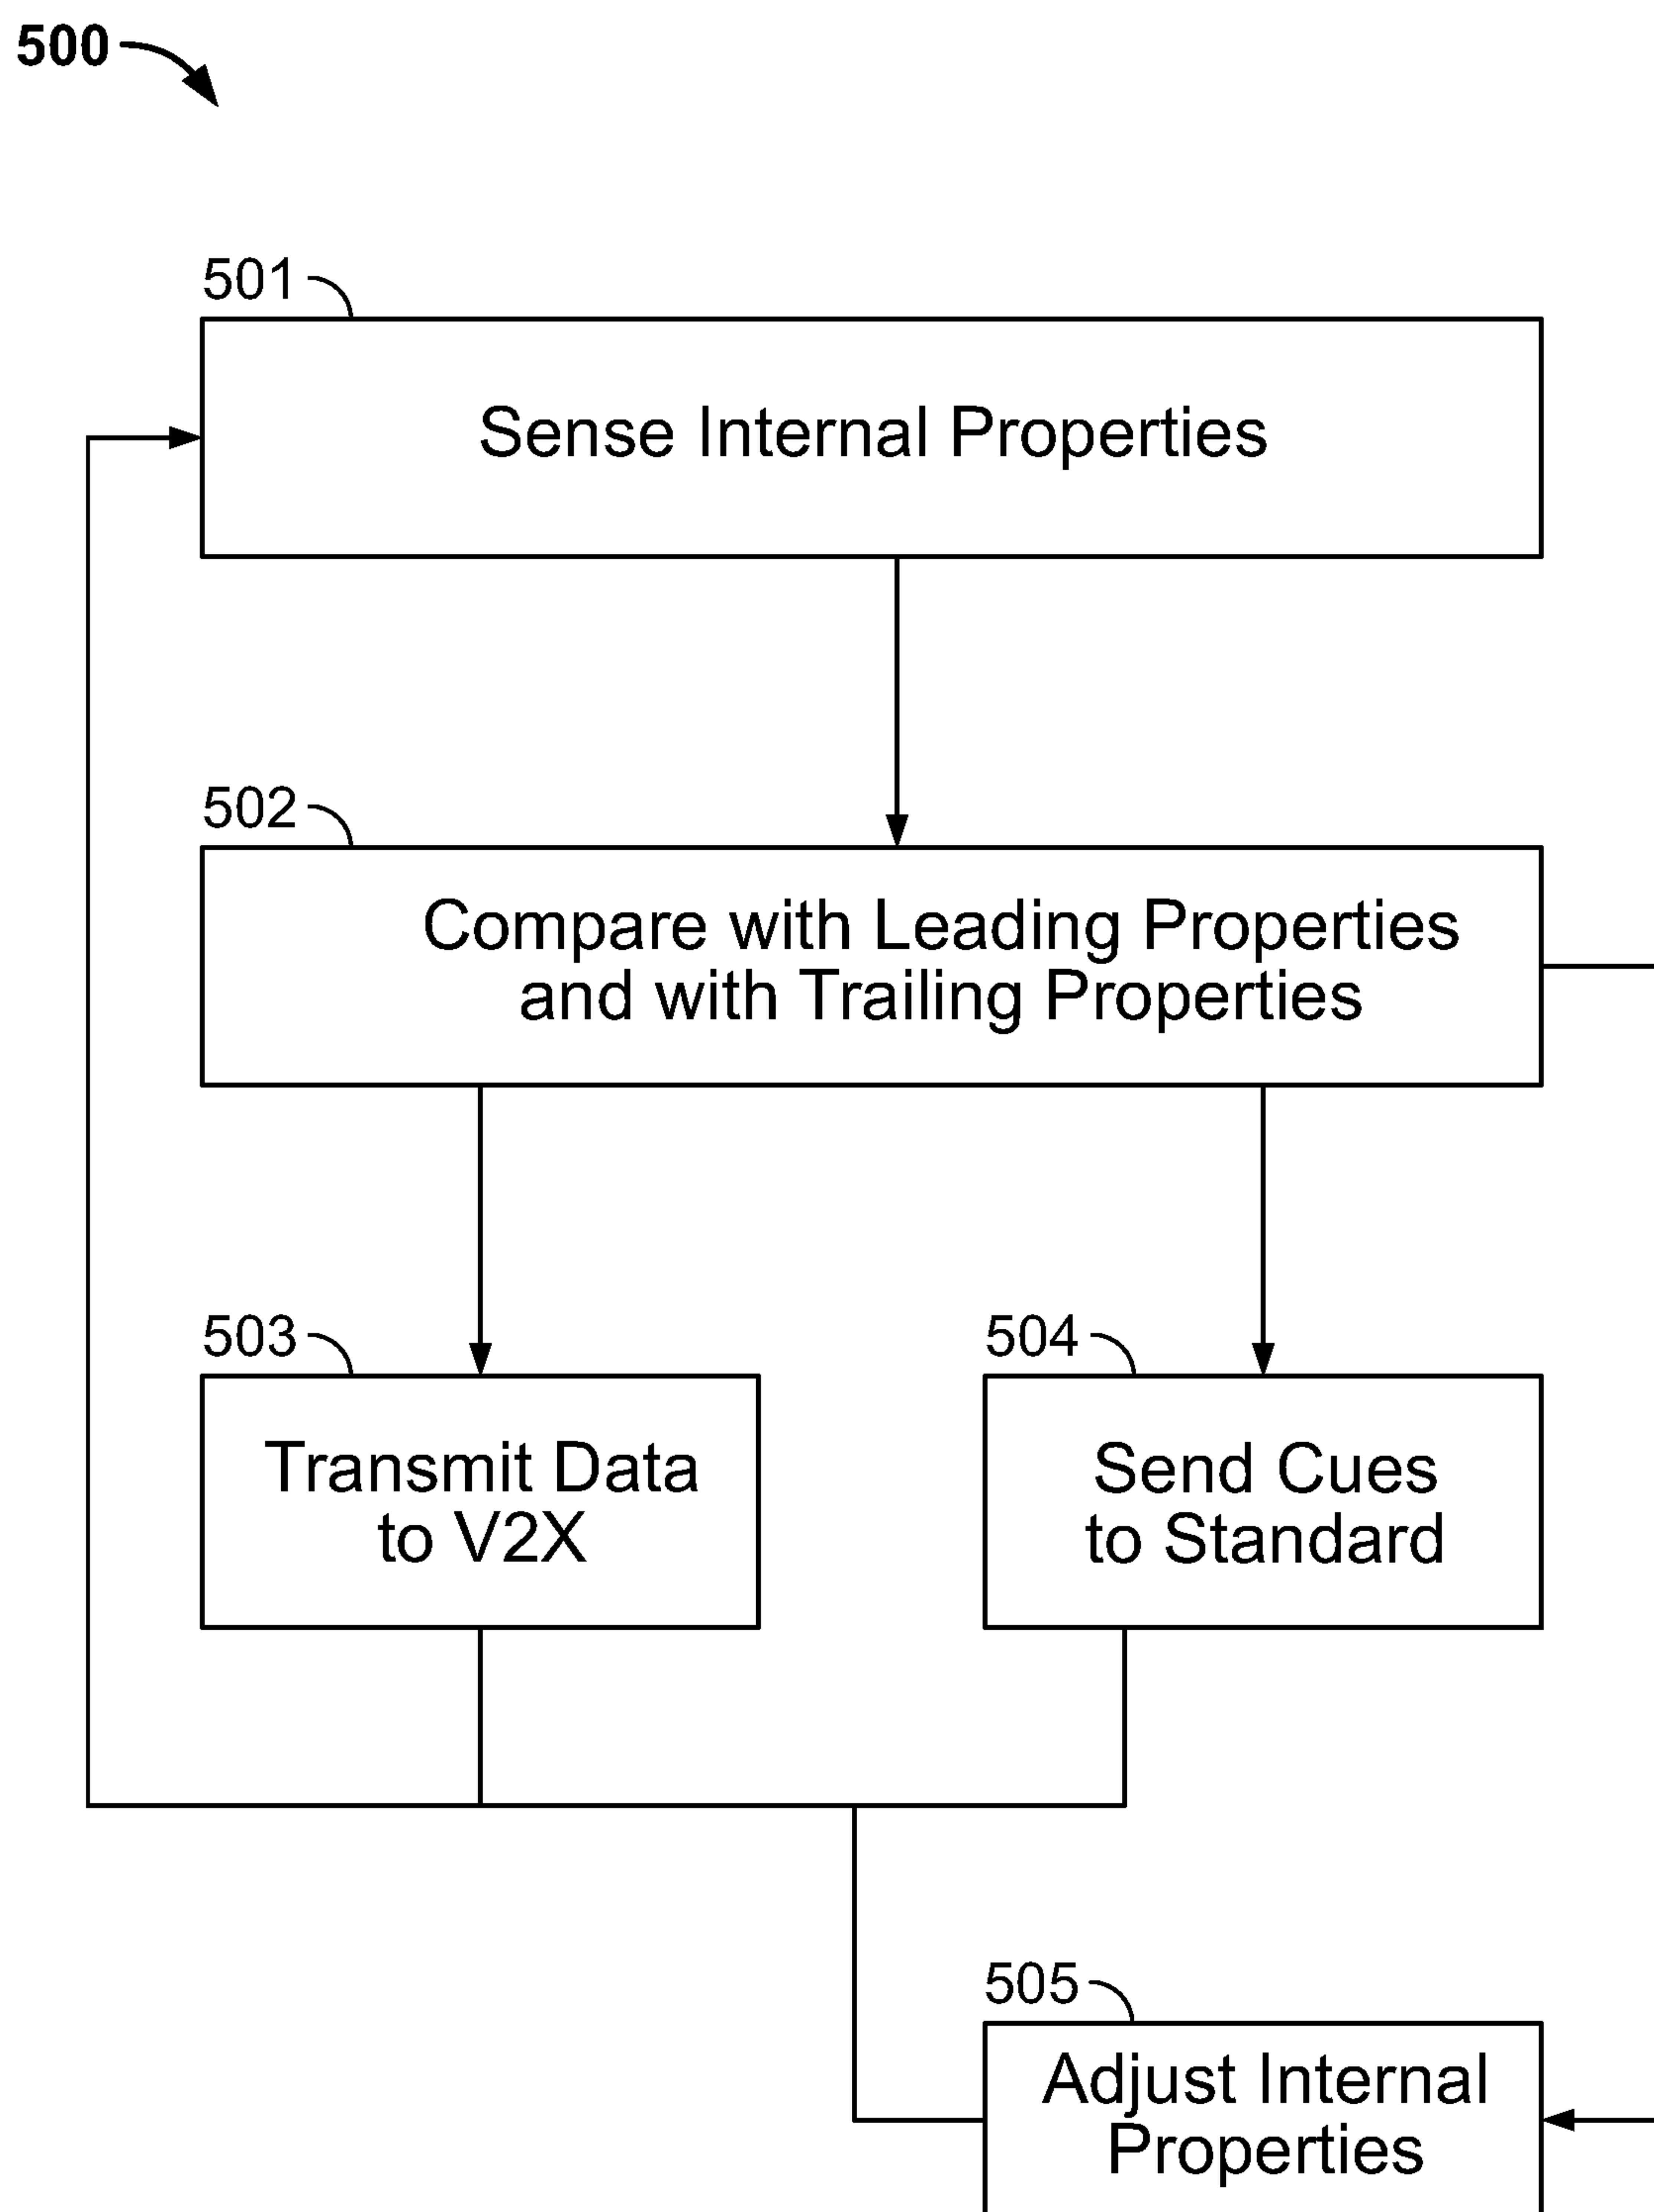 500
501
Sense Internal Properties
502
Compare with Leading Properties
and with Trailing Properties
503
Transmit Data
to V2X
504
Send Cues
to Standard
505
Adjust Internal
Properties